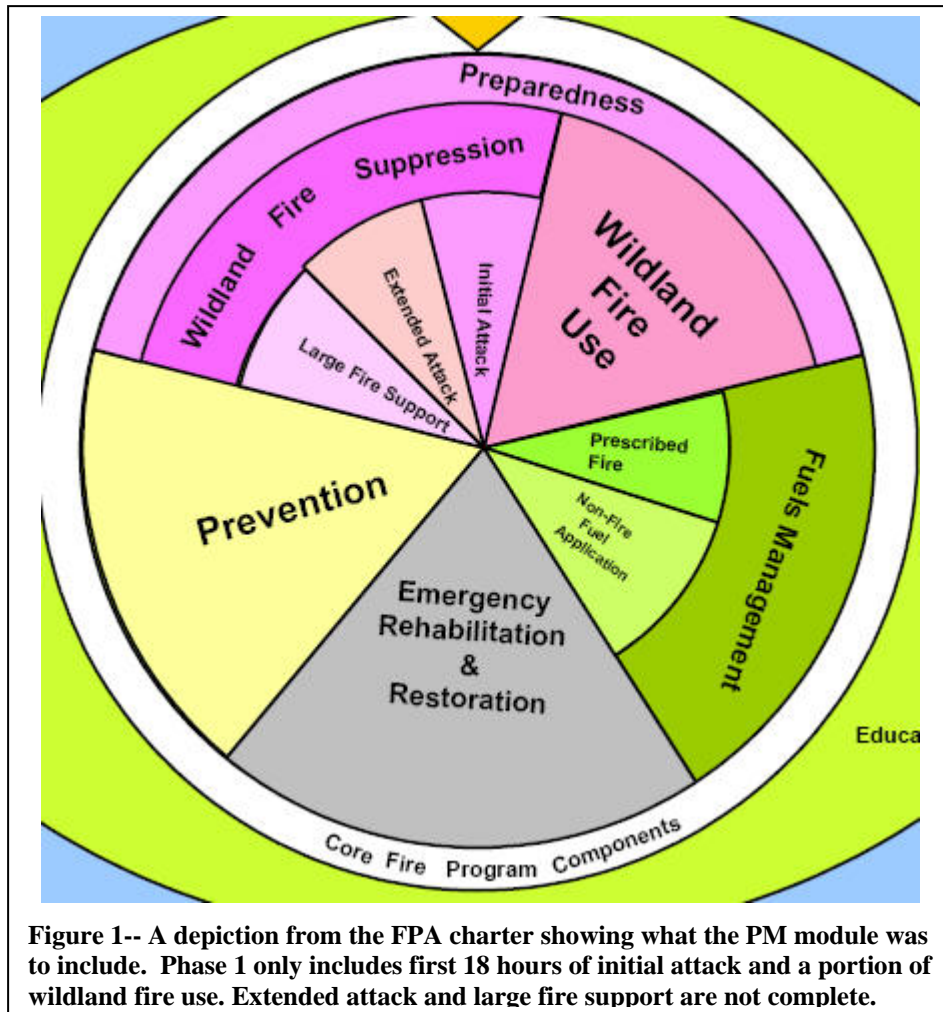 Preparedness
Wildland Fire Suppression
Wildland
Fire
Use
Initial Attack
Extended Attack
Large Fire Support
Prescribed
Fire
Non-Fire
Fuel
Application
Fuels Management
Prevention
Emergency
Rehabilitation
&
Restoration
Educa
Core Fire Program Components
Figure 1-- A depiction from the FPA charter showing what the PM module was
to include. Phase 1 only includes first 18 hours of initial attack and a portion of
wildland fire use. Extended attack and large fire support are not complete.